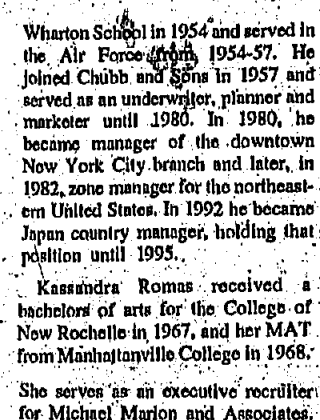 Wharton School in 1954 and served in
the Air Force from 1954-57. He
joined Chubb and Sons in 1957 and
served as an underwriter, planner and
marketer until 1980. In 1980, he
became manager of the downtown
New York City branch and later, in
1982, zone manager for the northeast-
ern United States. In 1992 he became
Japan country manager, holding that
position until 1995.
Kassandra Romas received a
bachelors of arts for the College of
New Rochelle in 1967, and her MAT
from Manhattanville College in 1968.
She serves as an executive recruiter
for Michael Marion and Associates.